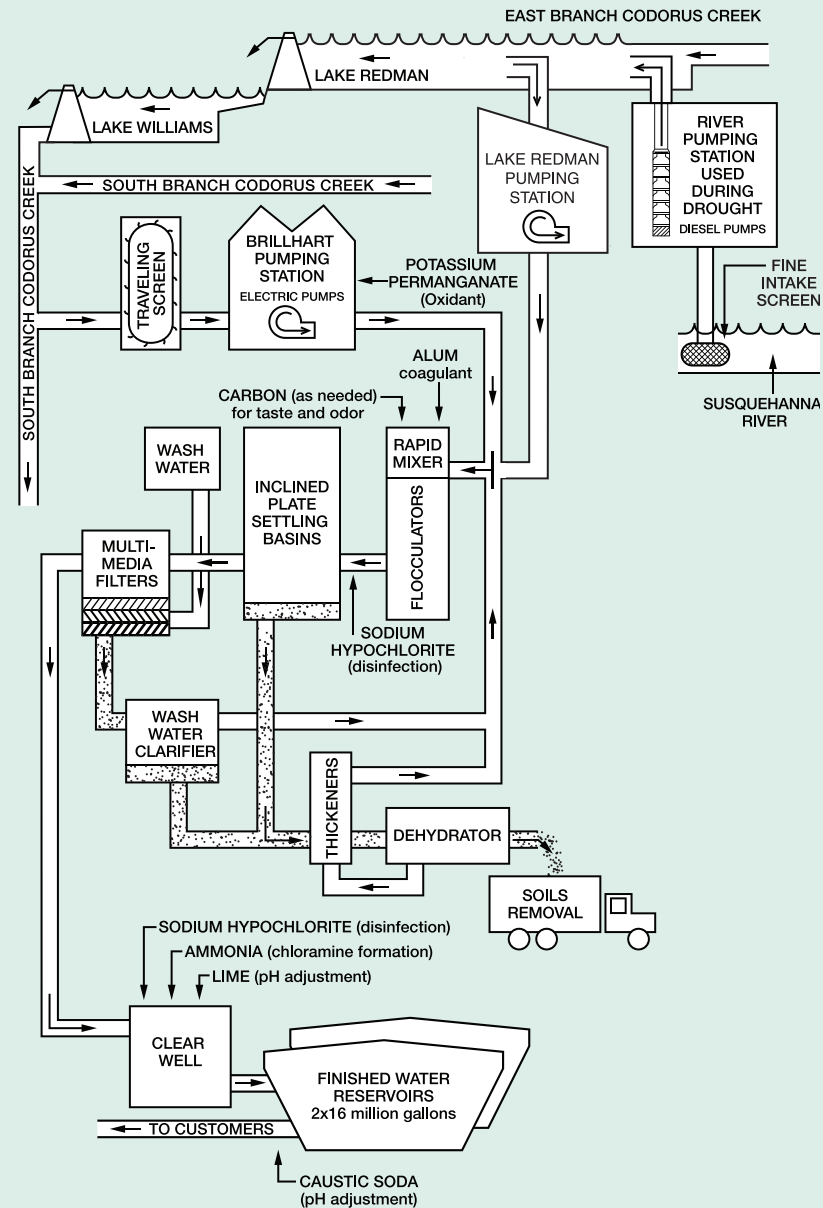 EAST BRANCH CODORUS CREEK
LAKE REDMAN
LAKE WILLIAMS
RIVER
PUMPING
STATION
USED
DURING
DROUGHT
DIESEL PUMPS
LAKE REDMAN
PUMPING
STATION
SOUTH BRANCH CODORUS CREEK
SOUTH BRANCH CODORUS CREEK
TRAVELING
SCREEN
BRILLHART
PUMPING
STATION
ELECTRIC PUMPS
POTASSIUM
PERMANGANATE
(Oxidant)
FINE
INTAKE
SCREEN
SUSQUEHANNA
RIVER
ALUM
coagulant
CARBON (as needed)
for taste and odor
WASH
WATER
INCLINED
PLATE
SETTLING
BASINS
RAPID
MIXER
FLOCCULATORS
MULTI-
MEDIA
FILTERS
SODIUM
HYPOCHLORITE
(disinfection)
WASH
WATER
CLARIFIER
THICKENERS
DEHYDRATOR
SOILS
REMOVAL
SODIUM HYPOCHLORITE (disinfection)
AMMONIA (chloramine formation)
LIME (pH adjustment)
CLEAR
WELL
FINISHED WATER
RESERVOIRS
2x16 million gallons
TO CUSTOMERS
CAUSTIC SODA
(pH adjustment)